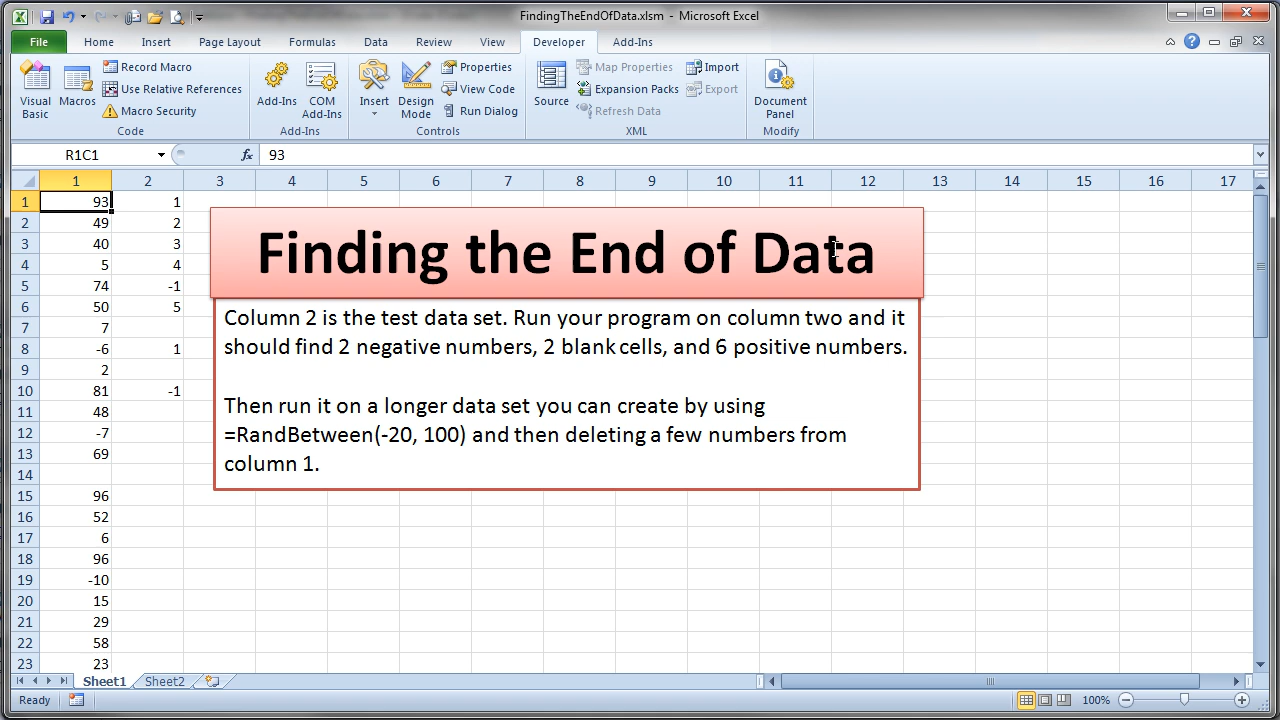 FindingTheEndOfData.xlsm - Microsoft Excel
File Home Insert Page Layout Formulas Data Review View Developer Add-Ins
Visual Basic
Macros
Record Macro
Use Relative References
Macro Security
Code
Add-Ins
COM Add-Ins
Add-Ins
Insert
Design Mode
Properties
View Code
Run Dialog
Controls
Source
Map Properties
Expansion Packs
Refresh Data
Import
Export
XML
Document Panel
Modify
R1C1 fx 93
1 2 3 4 5 6 7 8 9 10 11 12 13 14 15 16 17
1 93 1
2 49 2
3 40 3
4 5 4
5 74 -1
6 50 5
7 7
8 -6 1
9 2
10 81 -1
11 48
12 -7
13 69
14
15 96
16 52
17 6
18 96
19 -10
20 15
21 29
22 58
23 23
Finding the End of Data
Column 2 is the test data set. Run your program on column two and it
should find 2 negative numbers, 2 blank cells, and 6 positive numbers.
Then run it on a longer data set you can create by using
=RandBetween(-20, 100) and then deleting a few numbers from
column 1.
Sheet1 Sheet2
Ready 100%